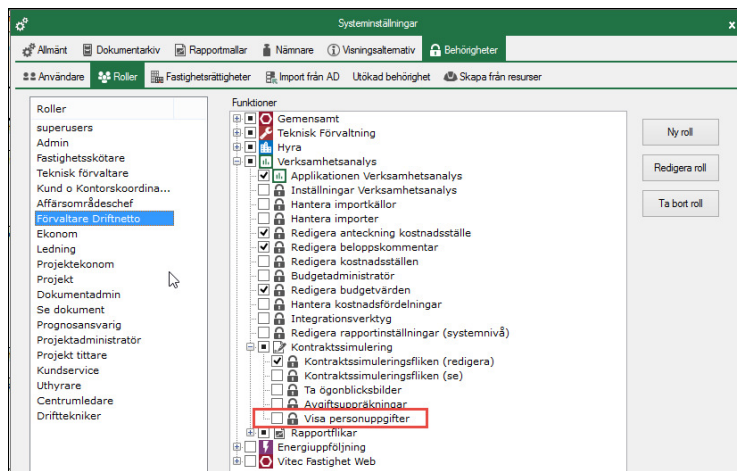 Systeminställningar
x
Allmänt Dokumentarkiv Rapportmallar Nämnare Visningsalternativ Behörigheter
Användare Roller Fastighetsrättigheter Import från AD Utökad behörighet Skapa från resurser
Roller
superusers
Admin
Fastighetsskötare
Teknisk förvaltare
Kund o Kontorskoordina...
Affärsområdeschef
Förvaltare Driftnetto
Ekonom
Ledning
Projektekonom
Projekt
Dokumentadmin
Se dokument
Prognosansvarig
Projektadministratör
Projekt tittare
Kundservice
Uthyrare
Centrumledare
Drifttekniker
Funktioner
Gemensamt
Teknisk Förvaltning
Hyra
Verksamhetsanalys
Applikationen Verksamhetsanalys
Inställningar Verksamhetsanalys
Hantera importkällor
Hantera importer
Redigera anteckning kostnadsställe
Redigera beloppskommentar
Redigera kostnadsställen
Budgetadministratör
Redigera budgetvärden
Hantera kostnadsfördelningar
Integrationsverktyg
Redigera rapportinställningar (systemnivå)
Kontraktssimulering
Kontraktssimuleringsfliken (redigera)
Kontraktssimuleringsfliken (se)
Ta ögonblicksbilder
Avgiftsuppräkningar
Visa personuppgifter
Rapportflikar
Energiuppföljning
Vitec Fastighet Web
Ny roll
Redigera roll
Ta bort roll